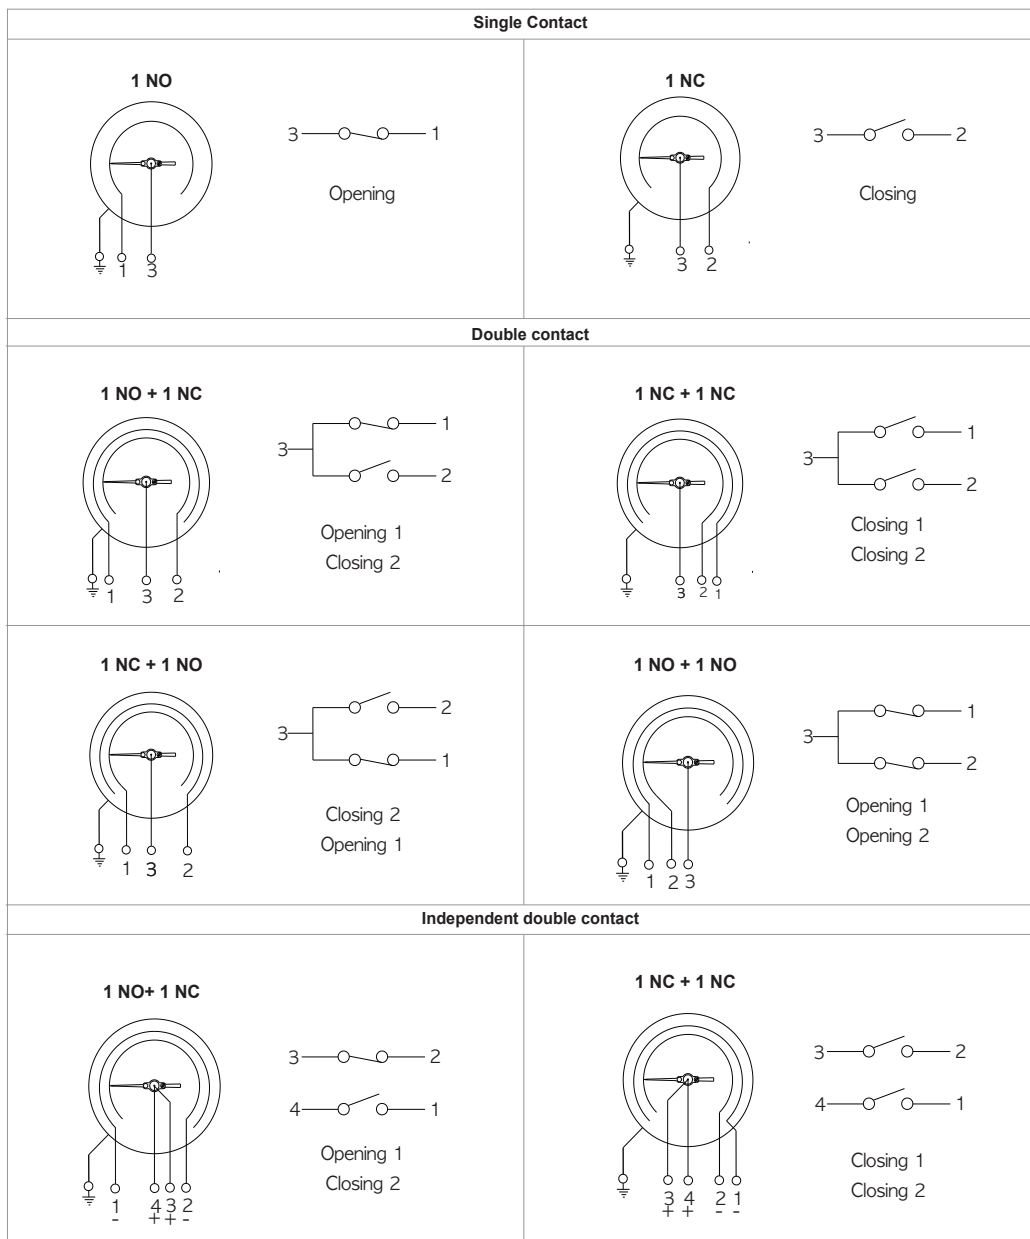 Single Contact
1 NO
3 1
Opening
1 3
1 NC
3 2
Closing
3 2
Double contact
1 NO + 1 NC
3 1
2
Opening 1
Closing 2
1 3 2
1 NC + 1 NC
3 1
2
Closing 1
Closing 2
3 2 1
1 NC + 1 NO
3 2
1
Closing 2
Opening 1
1 3 2
1 NO + 1 NO
3 1
2
Opening 1
Opening 2
1 2 3
Independent double contact
1 NO+ 1 NC
3 2
4 1
Opening 1
Closing 2
1 4 3 2
- + + -
1 NC + 1 NC
3 2
4 1
Closing 1
Closing 2
3 4 2 1
+ + - -